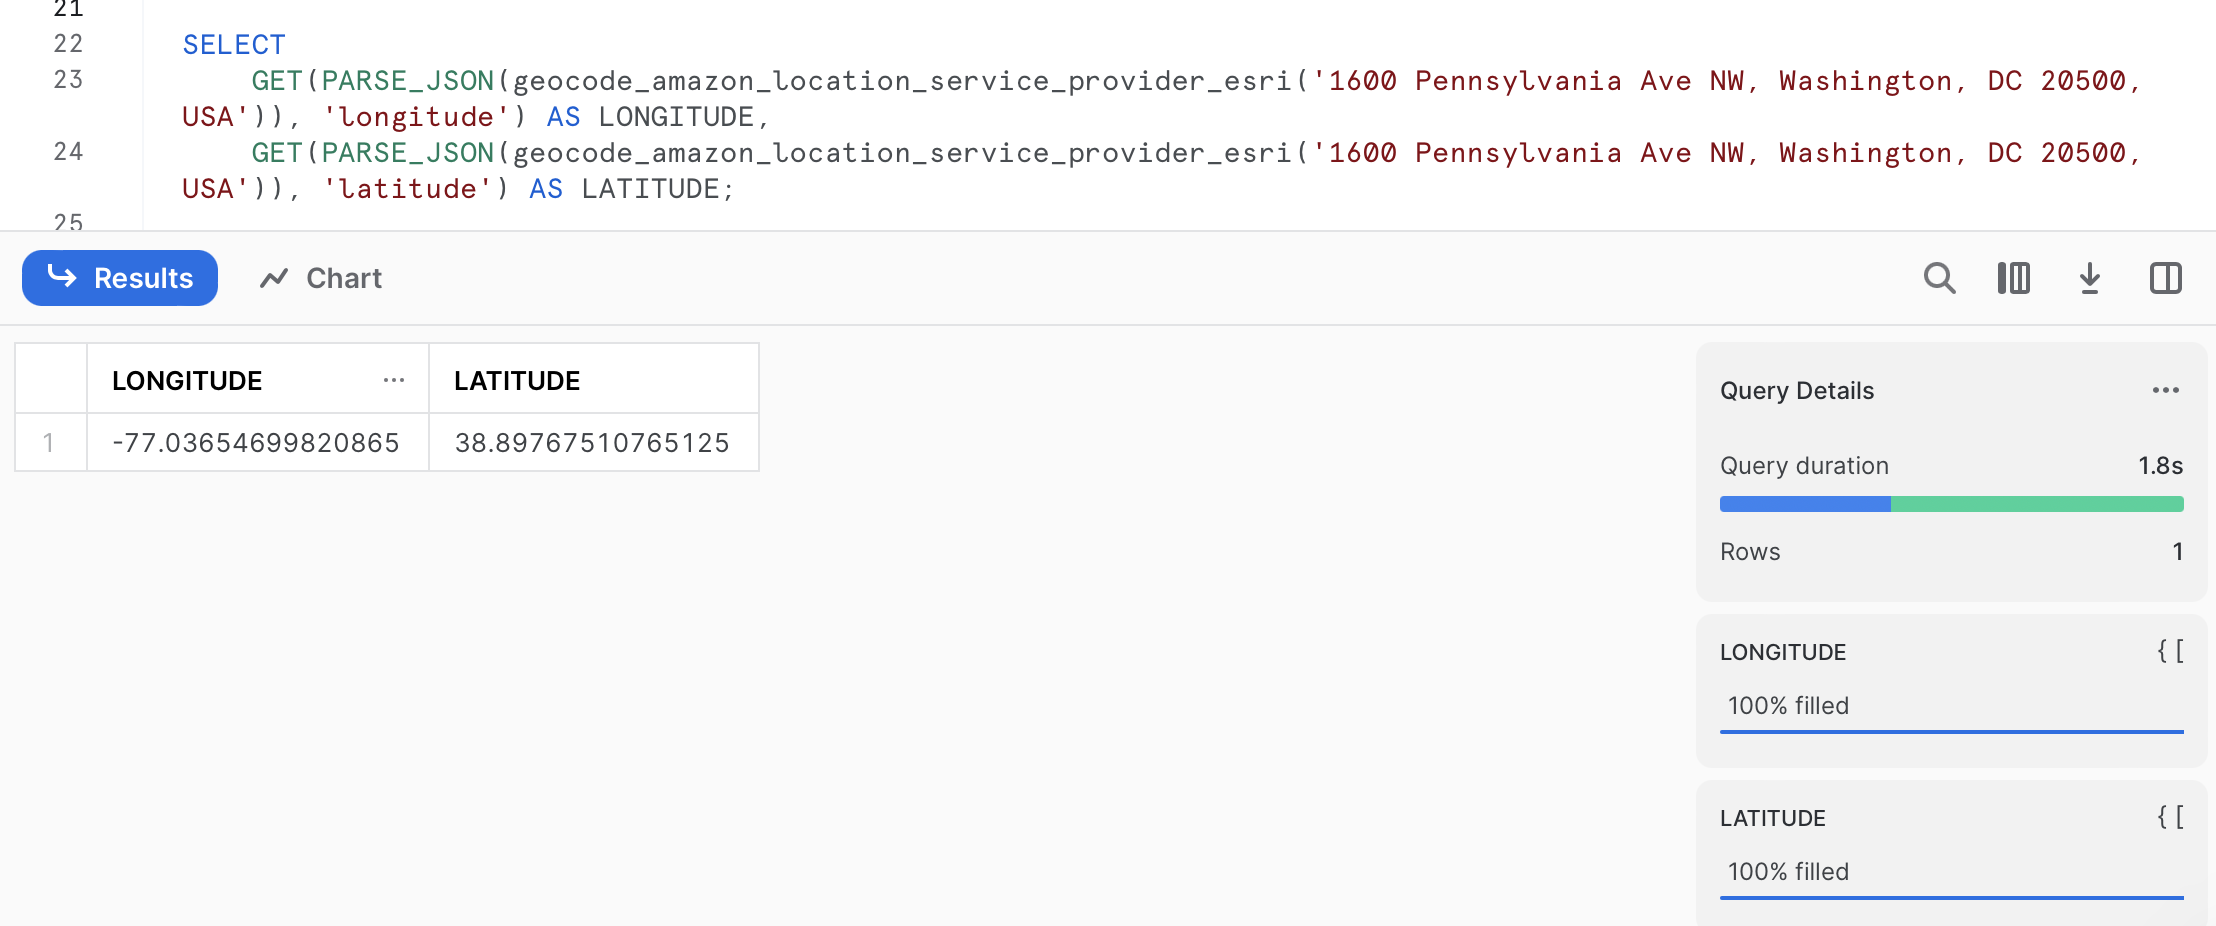 21
22 SELECT
23 GET(PARSE_JSON(geocode_amazon_location_service_provider_esri('1600 Pennsylvania Ave NW, Washington, DC 20500,
USA')), 'longitude') AS LONGITUDE,
24 GET(PARSE_JSON(geocode_amazon_location_service_provider_esri('1600 Pennsylvania Ave NW, Washington, DC 20500,
USA')), 'latitude') AS LATITUDE;
25
Results Chart
LONGITUDE ... LATITUDE
1 -77.03654699820865 38.89767510765125
Query Details ...
Query duration 1.8s
Rows 1
LONGITUDE { [
100% filled
LATITUDE { [
100% filled